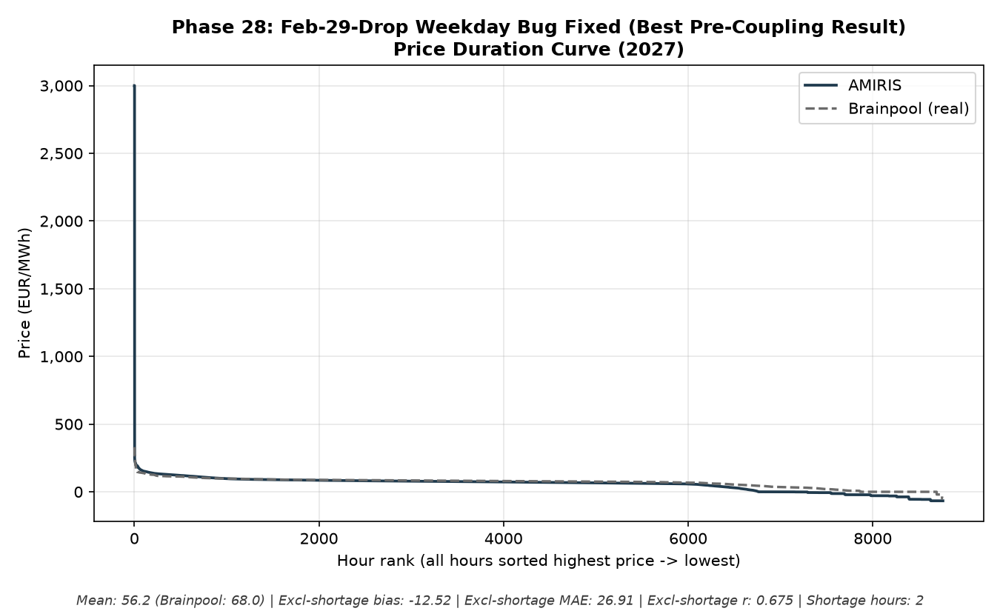 Phase 28: Feb-29-Drop Weekday Bug Fixed (Best Pre-Coupling Result)
Price Duration Curve (2027)
AMIRIS
Brainpool (real)
Price (EUR/MWh)
3,000
2,500
2,000
1,500
1,000
500
0
0
2000
4000
6000
8000
Hour rank (all hours sorted highest price -> lowest)
Mean: 56.2 (Brainpool: 68.0) | Excl-shortage bias: -12.52 | Excl-shortage MAE: 26.91 | Excl-shortage r: 0.675 | Shortage hours: 2